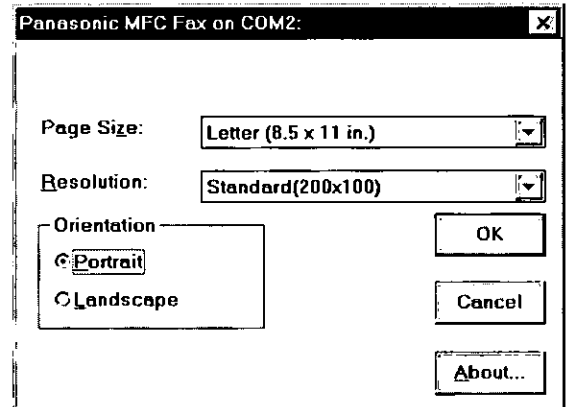 Panasonic MFC Fax on COM2:
Page Size:
Letter (8.5 x 11 in.)
Resolution:
Standard(200x100)
Orientation
Portrait
Landscape
OK
Cancel
About...